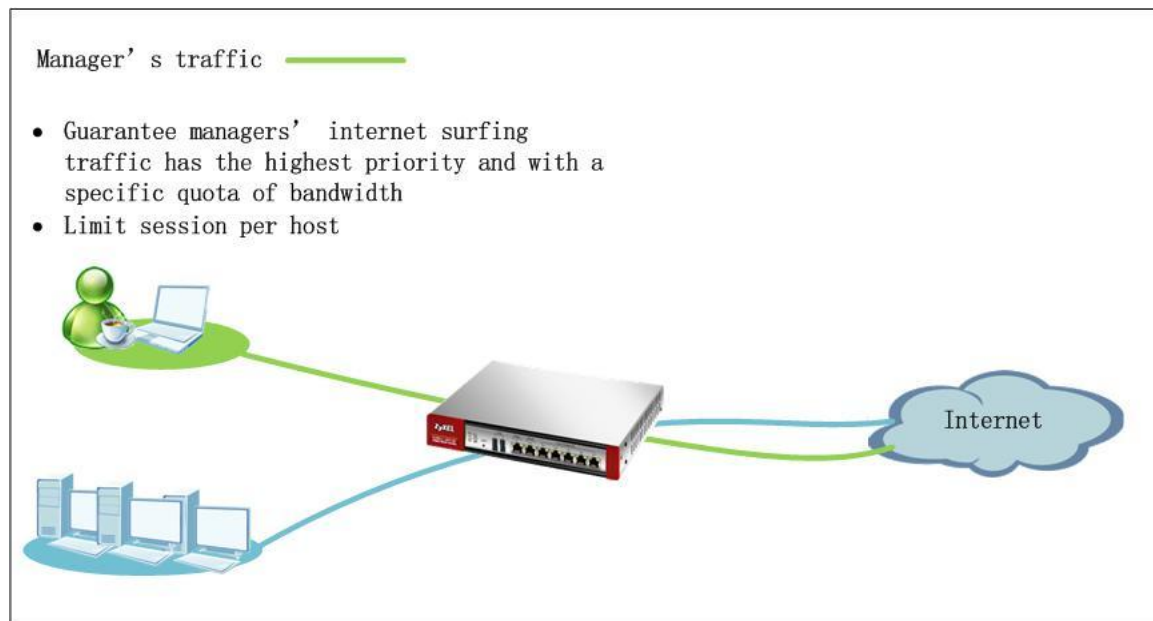 Manager's traffic
• Guarantee managers' internet surfing
traffic has the highest priority and with a
specific quota of bandwidth
• Limit session per host
ZyXEL
Internet